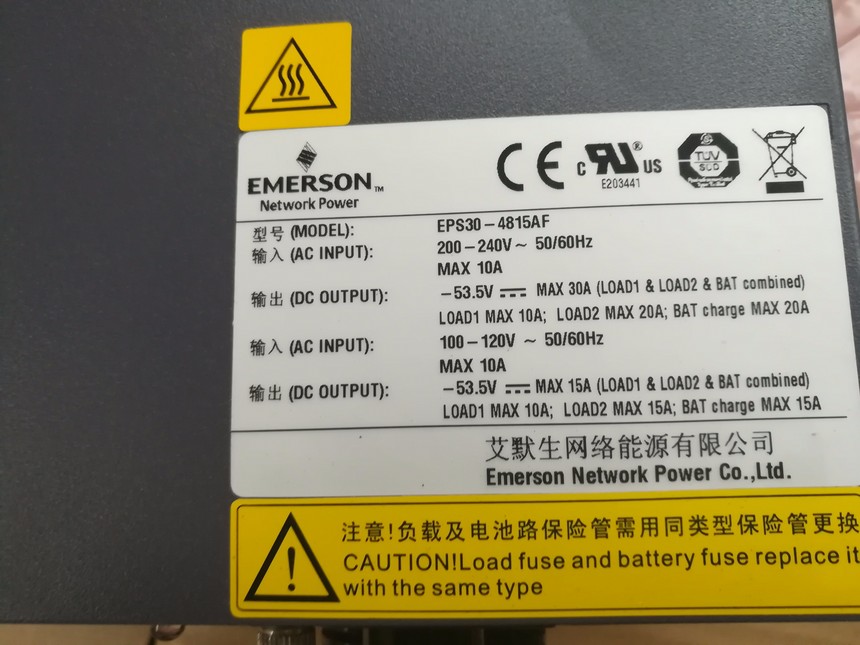 EMERSON™
Network Power
C US
E203441
TÜV
SÜD
型号 (MODEL): EPS30-4815AF
输入 (AC INPUT): 200-240V~ 50/60Hz
MAX 10A
输出 (DC OUTPUT): -53.5V ⎓ MAX 30A (LOAD1 & LOAD2 & BAT combined)
LOAD1 MAX 10A; LOAD2 MAX 20A; BAT charge MAX 20A
输入 (AC INPUT): 100-120V ~ 50/60Hz
MAX 10A
输出 (DC OUTPUT): -53.5V ⎓ MAX 15A (LOAD1 & LOAD2 & BAT combined)
LOAD1 MAX 10A; LOAD2 MAX 15A; BAT charge MAX 15A
艾默生网络能源有限公司
Emerson Network Power Co.,Ltd.
注意!负载及电池路保险管需用同类型保险管更换
CAUTION!Load fuse and battery fuse replace it
with the same type